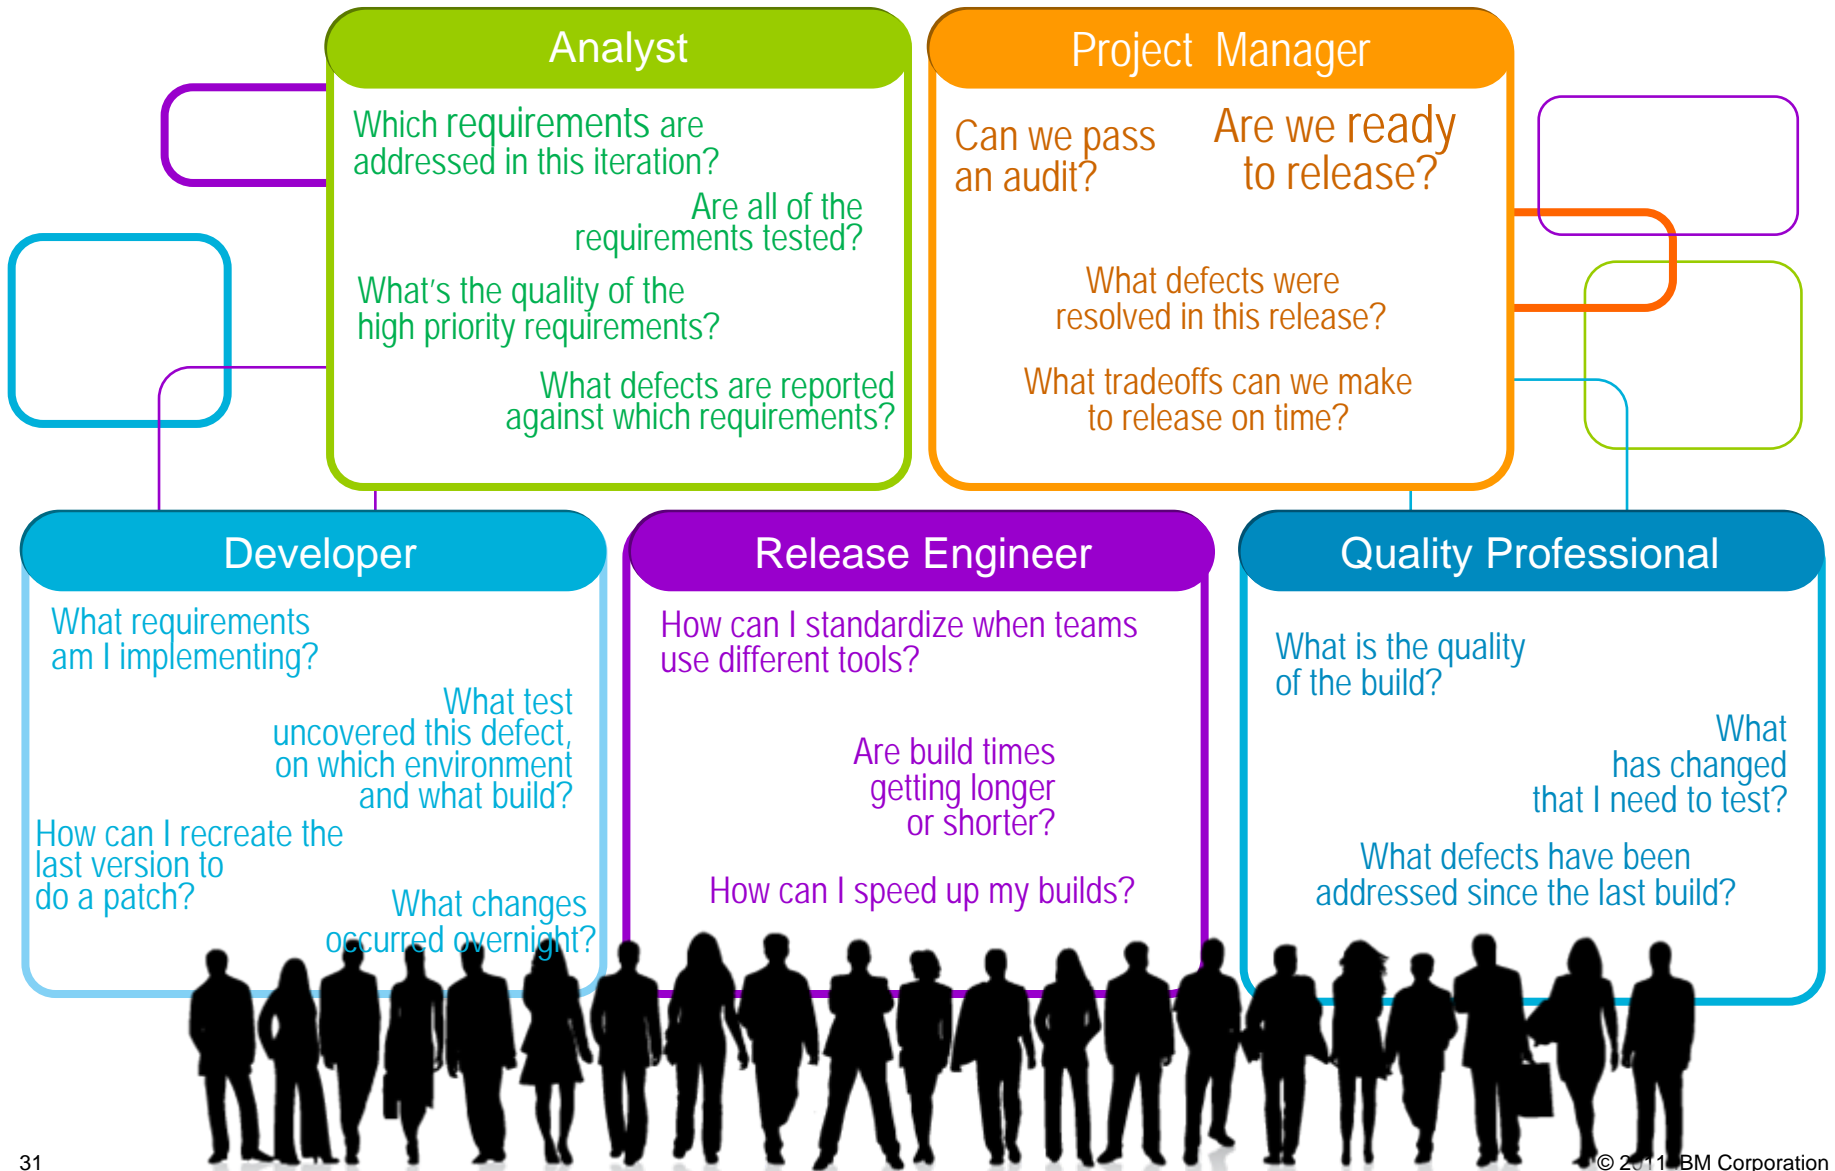 Analyst
Which requirements are
addressed in this iteration?
Are all of the
requirements tested?
What's the quality of the
high priority requirements?
What defects are reported
against which requirements?
Project Manager
Can we pass
an audit?
Are we ready
to release?
What defects were
resolved in this release?
What tradeoffs can we make
to release on time?
Developer
What requirements
am I implementing?
What test
uncovered this defect,
on which environment
and what build?
How can I recreate the
last version to
do a patch?
What changes
occurred overnight?
Release Engineer
How can I standardize when teams
use different tools?
Are build times
getting longer
or shorter?
How can I speed up my builds?
Quality Professional
What is the quality
of the build?
What
has changed
that I need to test?
What defects have been
addressed since the last build?
31
© 2011 BM Corporation